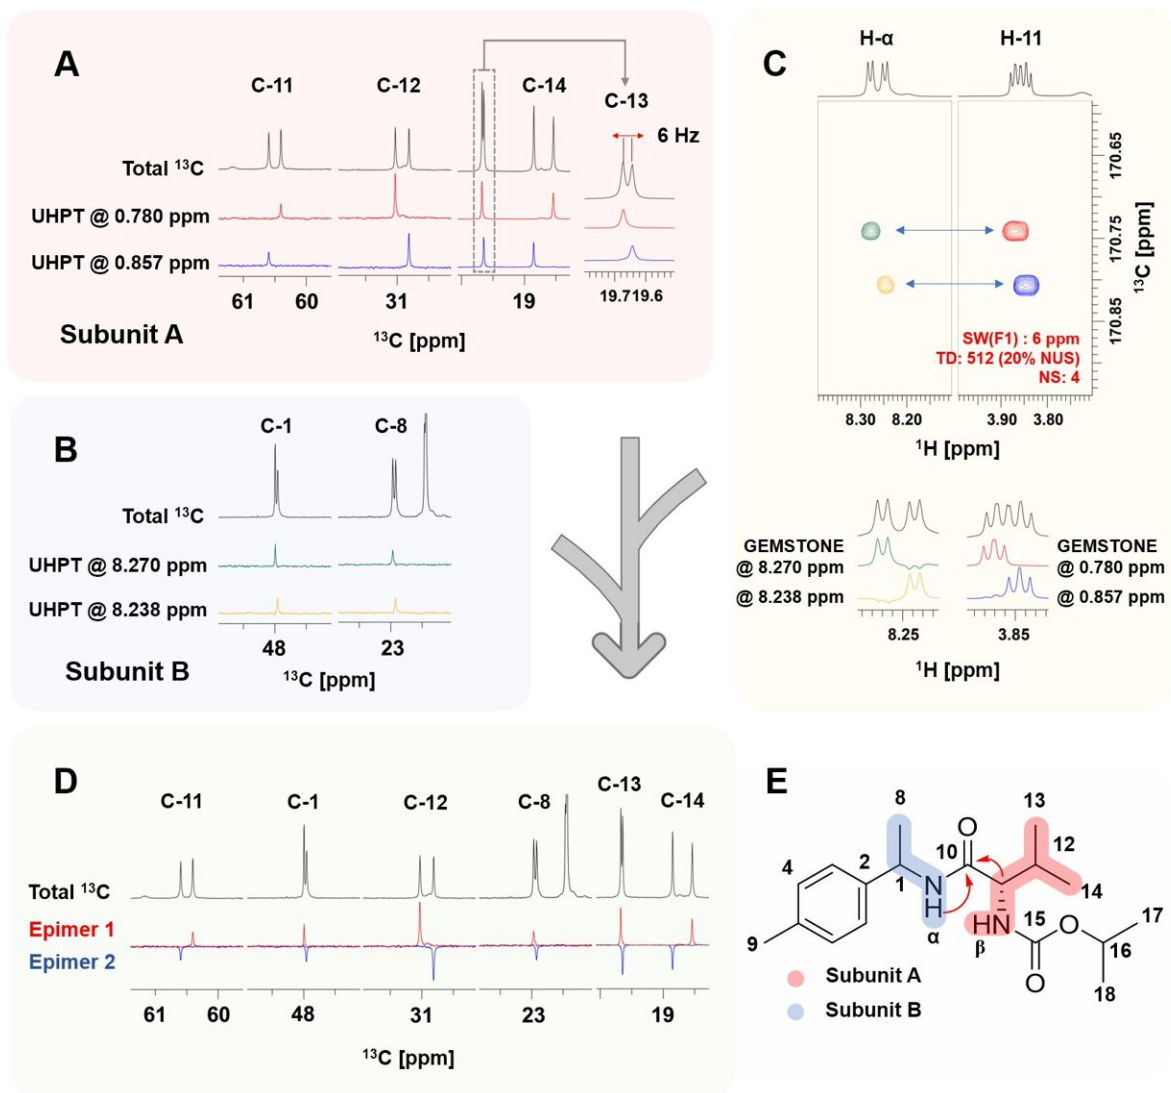 A
C-11
C-12
C-14
C-13
6 Hz
Total ¹³C
UHPT @ 0.780 ppm
UHPT @ 0.857 ppm
61
60
31
19
19.7
19.6
Subunit A
¹³C [ppm]
B
C-1
C-8
Total ¹³C
UHPT @ 8.270 ppm
UHPT @ 8.238 ppm
48
23
Subunit B
¹³C [ppm]
C
H-α
H-11
170.65
170.75
170.85
¹³C [ppm]
SW(F1) : 6 ppm
TD: 512 (20% NUS)
NS: 4
8.30
8.20
3.90
3.80
¹H [ppm]
GEMSTONE
@ 8.270 ppm
@ 8.238 ppm
GEMSTONE
@ 0.780 ppm
@ 0.857 ppm
8.25
3.85
¹H [ppm]
D
C-11
C-1
C-12
C-8
C-13
C-14
Total ¹³C
Epimer 1
Epimer 2
61
60
48
31
23
19
¹³C [ppm]
E
8
13
O
10
12
4
2
1
N
H
α
14
9
HN
β
15
O
17
16
O
18
Subunit A
Subunit B